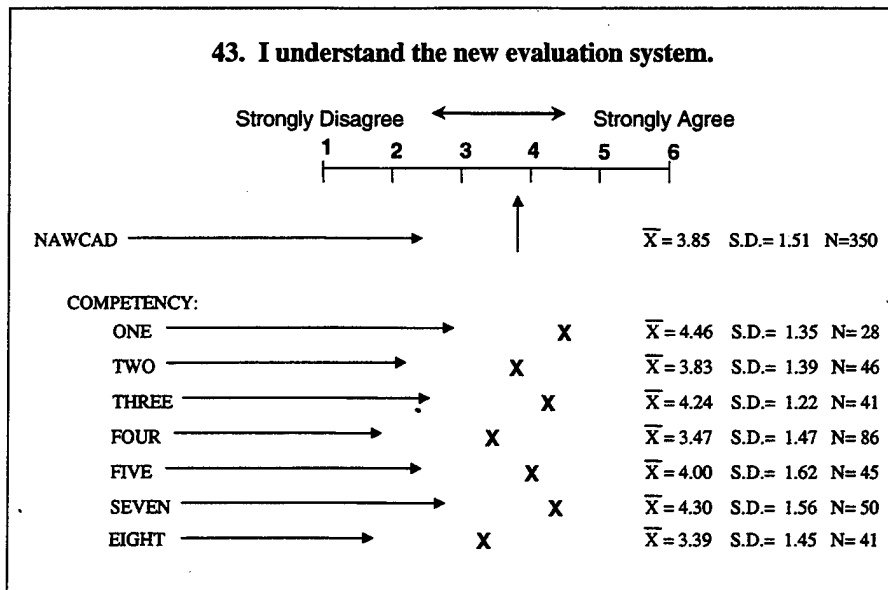 43. I understand the new evaluation system.
Strongly Disagree Strongly Agree
1 2 3 4 5 6
NAWCAD X̄ = 3.85 S.D.= 1.51 N=350
COMPETENCY:
ONE X X̄ = 4.46 S.D.= 1.35 N= 28
TWO X X̄ = 3.83 S.D.= 1.39 N= 46
THREE X X̄ = 4.24 S.D.= 1.22 N= 41
FOUR X X̄ = 3.47 S.D.= 1.47 N= 86
FIVE X X̄ = 4.00 S.D.= 1.62 N= 45
SEVEN X X̄ = 4.30 S.D.= 1.56 N= 50
EIGHT X X̄ = 3.39 S.D.= 1.45 N= 41